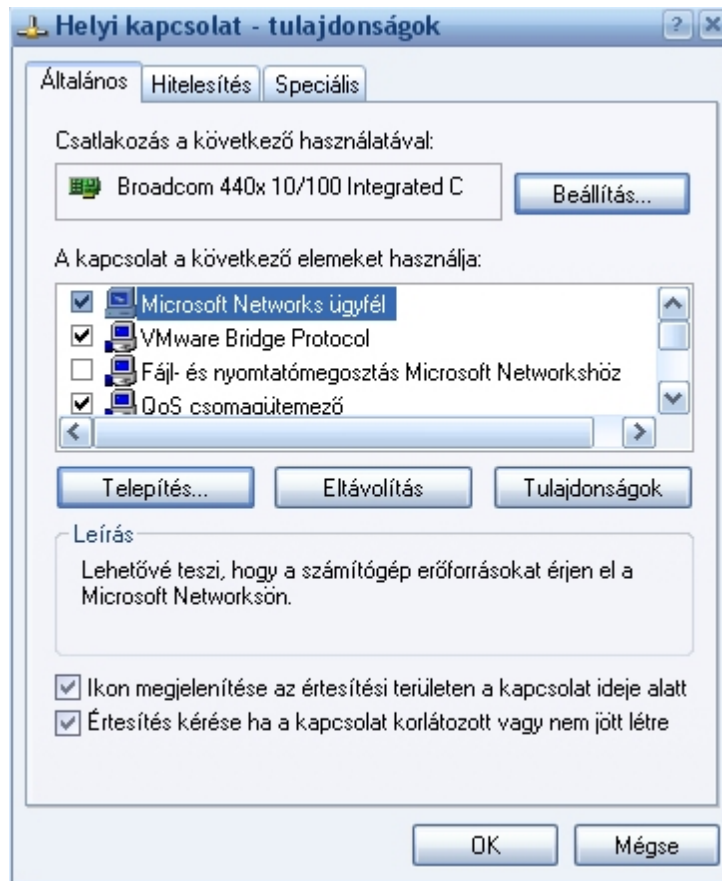 Helyi kapcsolat - tulajdonságok
Általános Hitelesítés Speciális
Csatlakozás a következő használatával:
Broadcom 440x 10/100 Integrated C
Beállítás...
A kapcsolat a következő elemeket használja:
Microsoft Networks ügyfél
VMware Bridge Protocol
Fájl- és nyomtatómegosztás Microsoft Networkshöz
QoS csomagütemező
Telepítés... Eltávolítás Tulajdonságok
Leírás
Lehetővé teszi, hogy a számítógép erőforrásokat érjen el a
Microsoft Networksön.
Ikon megjelenítése az értesítési területen a kapcsolat ideje alatt
Értesítés kérése ha a kapcsolat korlátozott vagy nem jött létre
OK Mégse